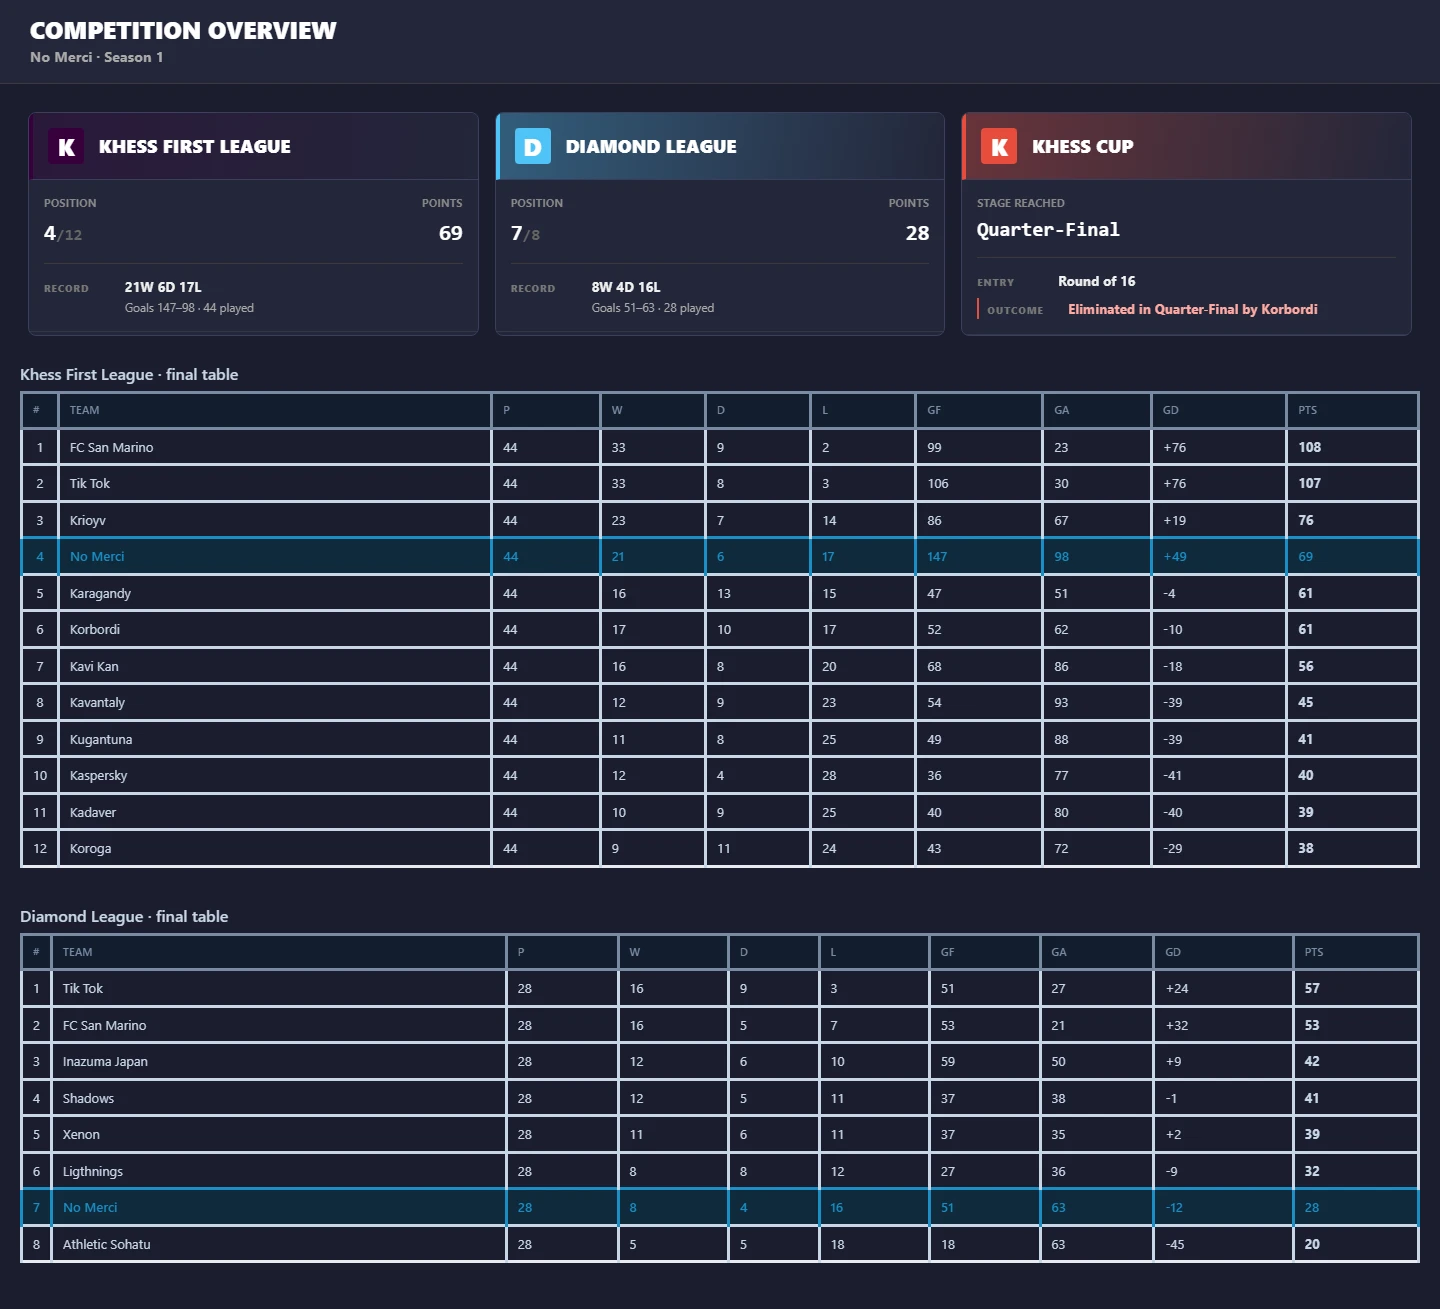 COMPETITION OVERVIEW
No Merci · Season 1
K KHESS FIRST LEAGUE
POSITION POINTS
4/12 69
RECORD 21W 6D 17L
Goals 147–98 · 44 played
D DIAMOND LEAGUE
POSITION POINTS
7/8 28
RECORD 8W 4D 16L
Goals 51–63 · 28 played
K KHESS CUP
STAGE REACHED
Quarter-Final
ENTRY Round of 16
OUTCOME Eliminated in Quarter-Final by Korbordi
Khess First League · final table
# TEAM P W D L GF GA GD PTS
1 FC San Marino 44 33 9 2 99 23 +76 108
2 Tik Tok 44 33 8 3 106 30 +76 107
3 Krioyv 44 23 7 14 86 67 +19 76
4 No Merci 44 21 6 17 147 98 +49 69
5 Karagandy 44 16 13 15 47 51 -4 61
6 Korbordi 44 17 10 17 52 62 -10 61
7 Kavi Kan 44 16 8 20 68 86 -18 56
8 Kavantaly 44 12 9 23 54 93 -39 45
9 Kugantuna 44 11 8 25 49 88 -39 41
10 Kaspersky 44 12 4 28 36 77 -41 40
11 Kadaver 44 10 9 25 40 80 -40 39
12 Koroga 44 9 11 24 43 72 -29 38
Diamond League · final table
# TEAM P W D L GF GA GD PTS
1 Tik Tok 28 16 9 3 51 27 +24 57
2 FC San Marino 28 16 5 7 53 21 +32 53
3 Inazuma Japan 28 12 6 10 59 50 +9 42
4 Shadows 28 12 5 11 37 38 -1 41
5 Xenon 28 11 6 11 37 35 +2 39
6 Ligthnings 28 8 8 12 27 36 -9 32
7 No Merci 28 8 4 16 51 63 -12 28
8 Athletic Sohatu 28 5 5 18 18 63 -45 20